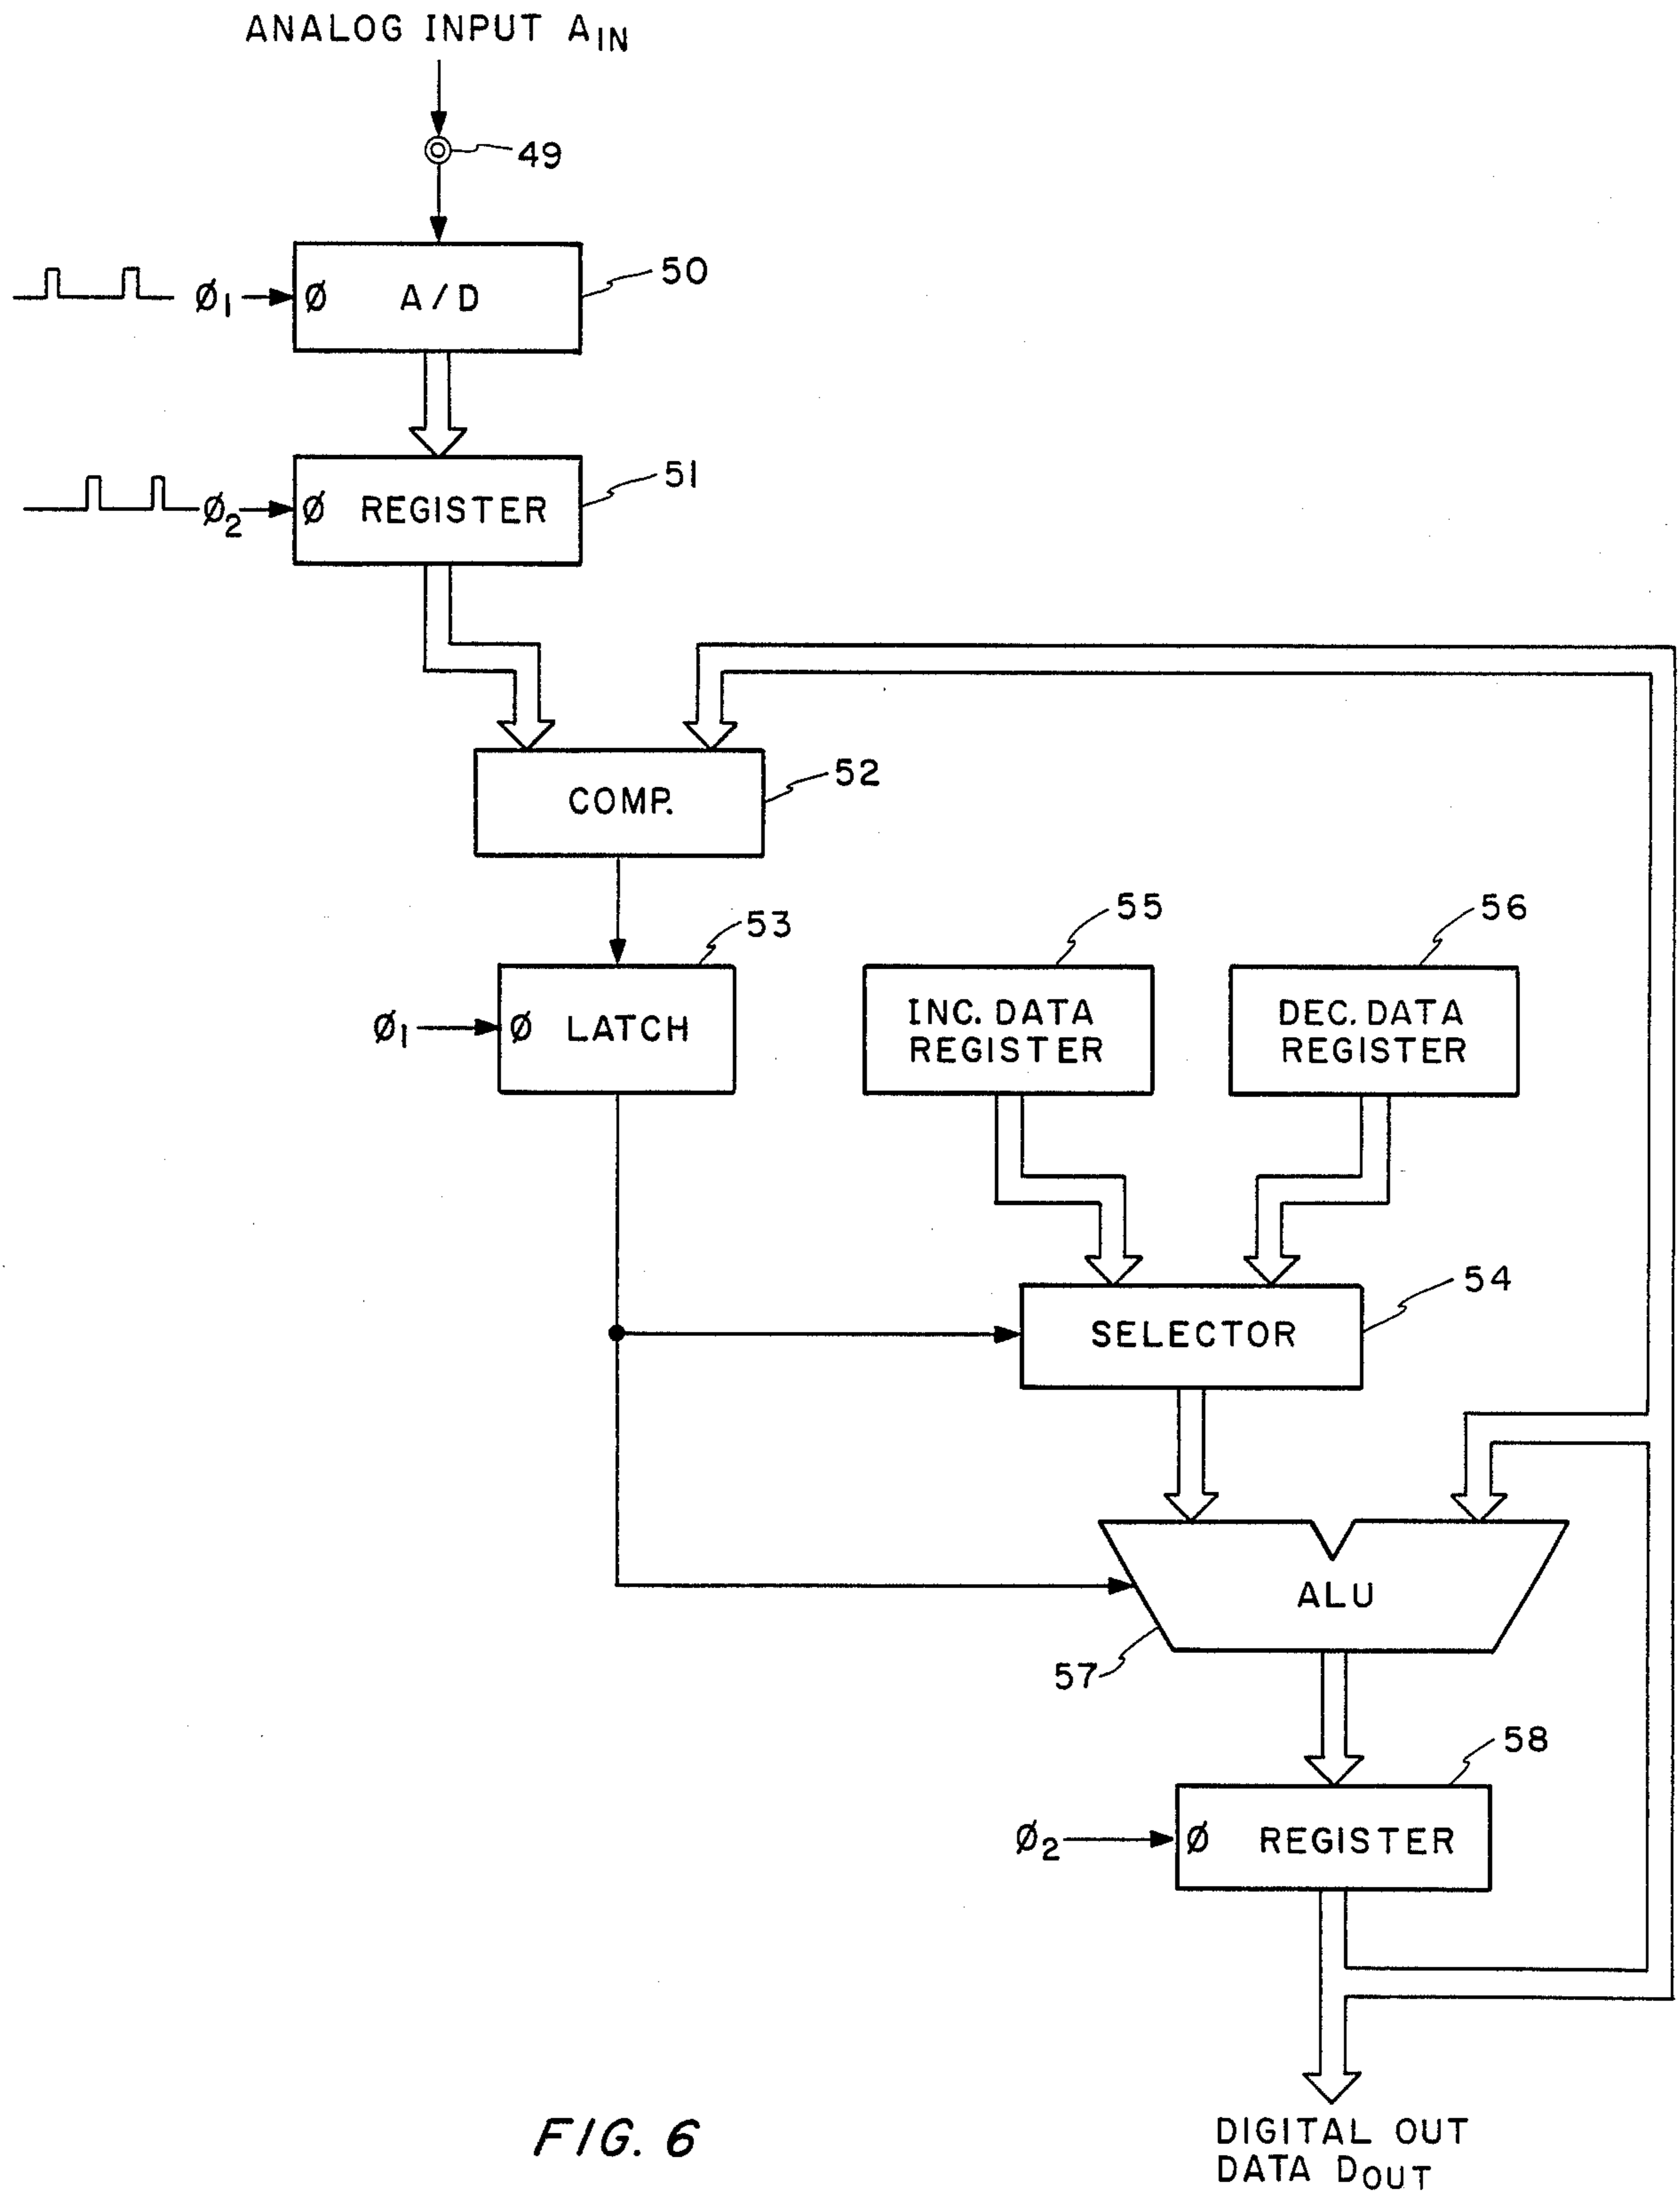 ANALOG INPUT AIN
49
50
Ø1 Ø A/D
51
Ø2 Ø REGISTER
52
COMP.
53
55
56
Ø1 Ø LATCH
INC. DATA
REGISTER
DEC. DATA
REGISTER
54
SELECTOR
ALU
57
58
Ø2 Ø REGISTER
FIG. 6
DIGITAL OUT
DATA DOUT